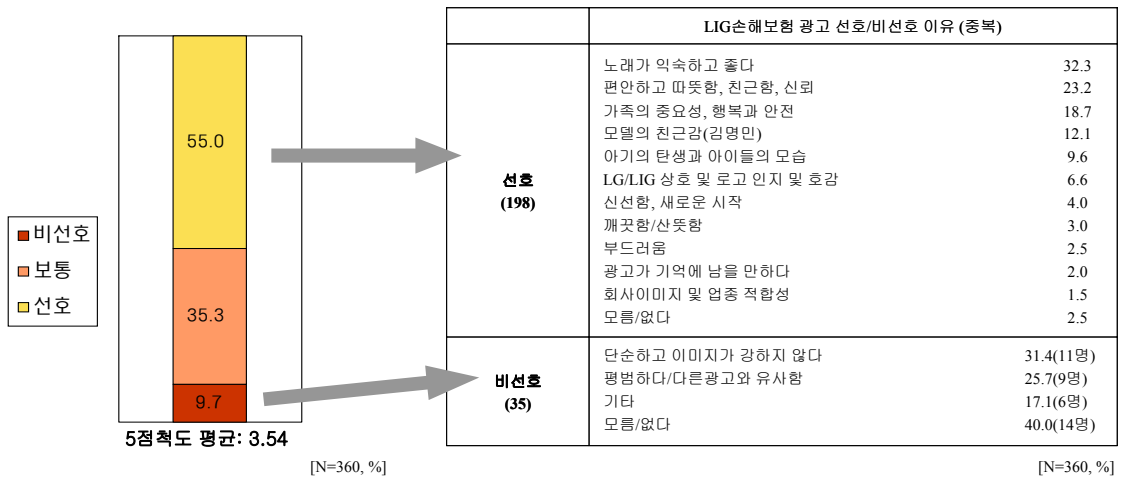 비선호
보통
선호
55.0
35.3
9.7
5점척도 평균: 3.54
[N=360, %]
LIG손해보험 광고 선호/비선호 이유 (중복)
선호
(198)
노래가 익숙하고 좋다 32.3
편안하고 따뜻함, 친근함, 신뢰 23.2
가족의 중요성, 행복과 안전 18.7
모델의 친근감(김명민) 12.1
아기의 탄생과 아이들의 모습 9.6
LG/LIG 상호 및 로고 인지 및 호감 6.6
신선함, 새로운 시작 4.0
깨끗함/산뜻함 3.0
부드러움 2.5
광고가 기억에 남을 만하다 2.0
회사이미지 및 업종 적합성 1.5
모름/없다 2.5
비선호
(35)
단순하고 이미지가 강하지 않다 31.4(11명)
평범하다/다른광고와 유사함 25.7(9명)
기타 17.1(6명)
모름/없다 40.0(14명)
[N=360, %]